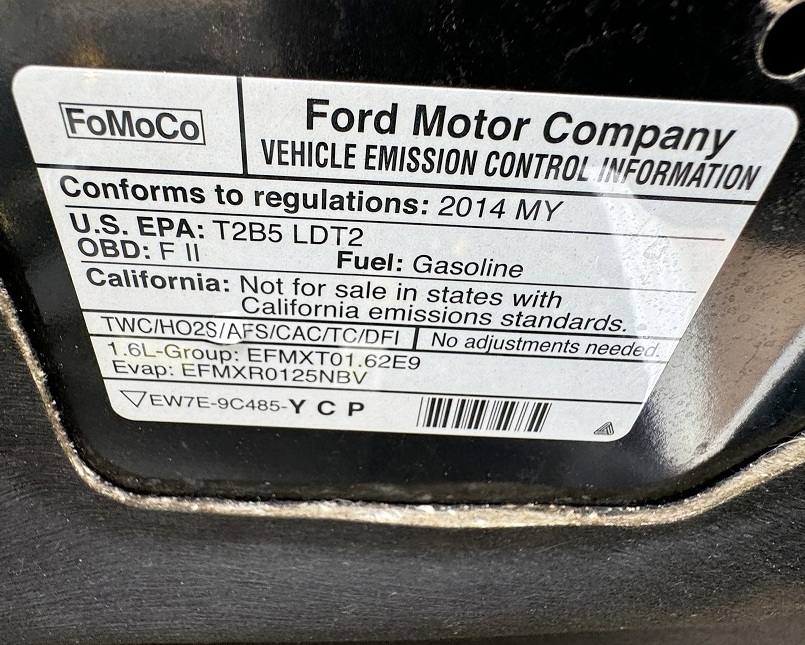 FoMoCo
Ford Motor Company
VEHICLE EMISSION CONTROL INFORMATION
Conforms to regulations: 2014 MY
U.S. EPA: T2B5 LDT2
OBD: F II Fuel: Gasoline
California: Not for sale in states with
California emissions standards.
TWC/HO2S/AFS/CAC/TC/DFI No adjustments needed.
1.6L-Group: EFMXT01.62E9
Evap: EFMXR0125NBV
EW7E-9C485-Y C P